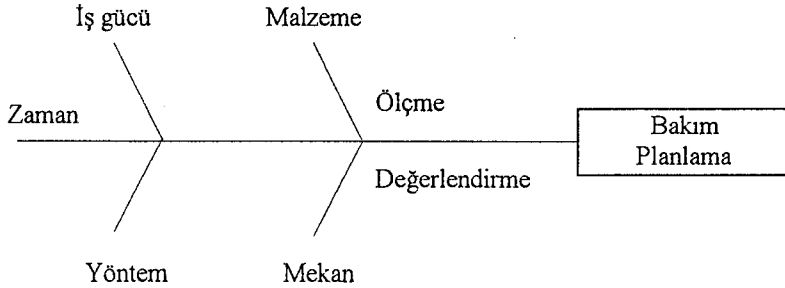 İş gücü
Malzeme
Zaman
Ölçme
Bakım
Planlama
Değerlendirme
Yöntem
Mekan